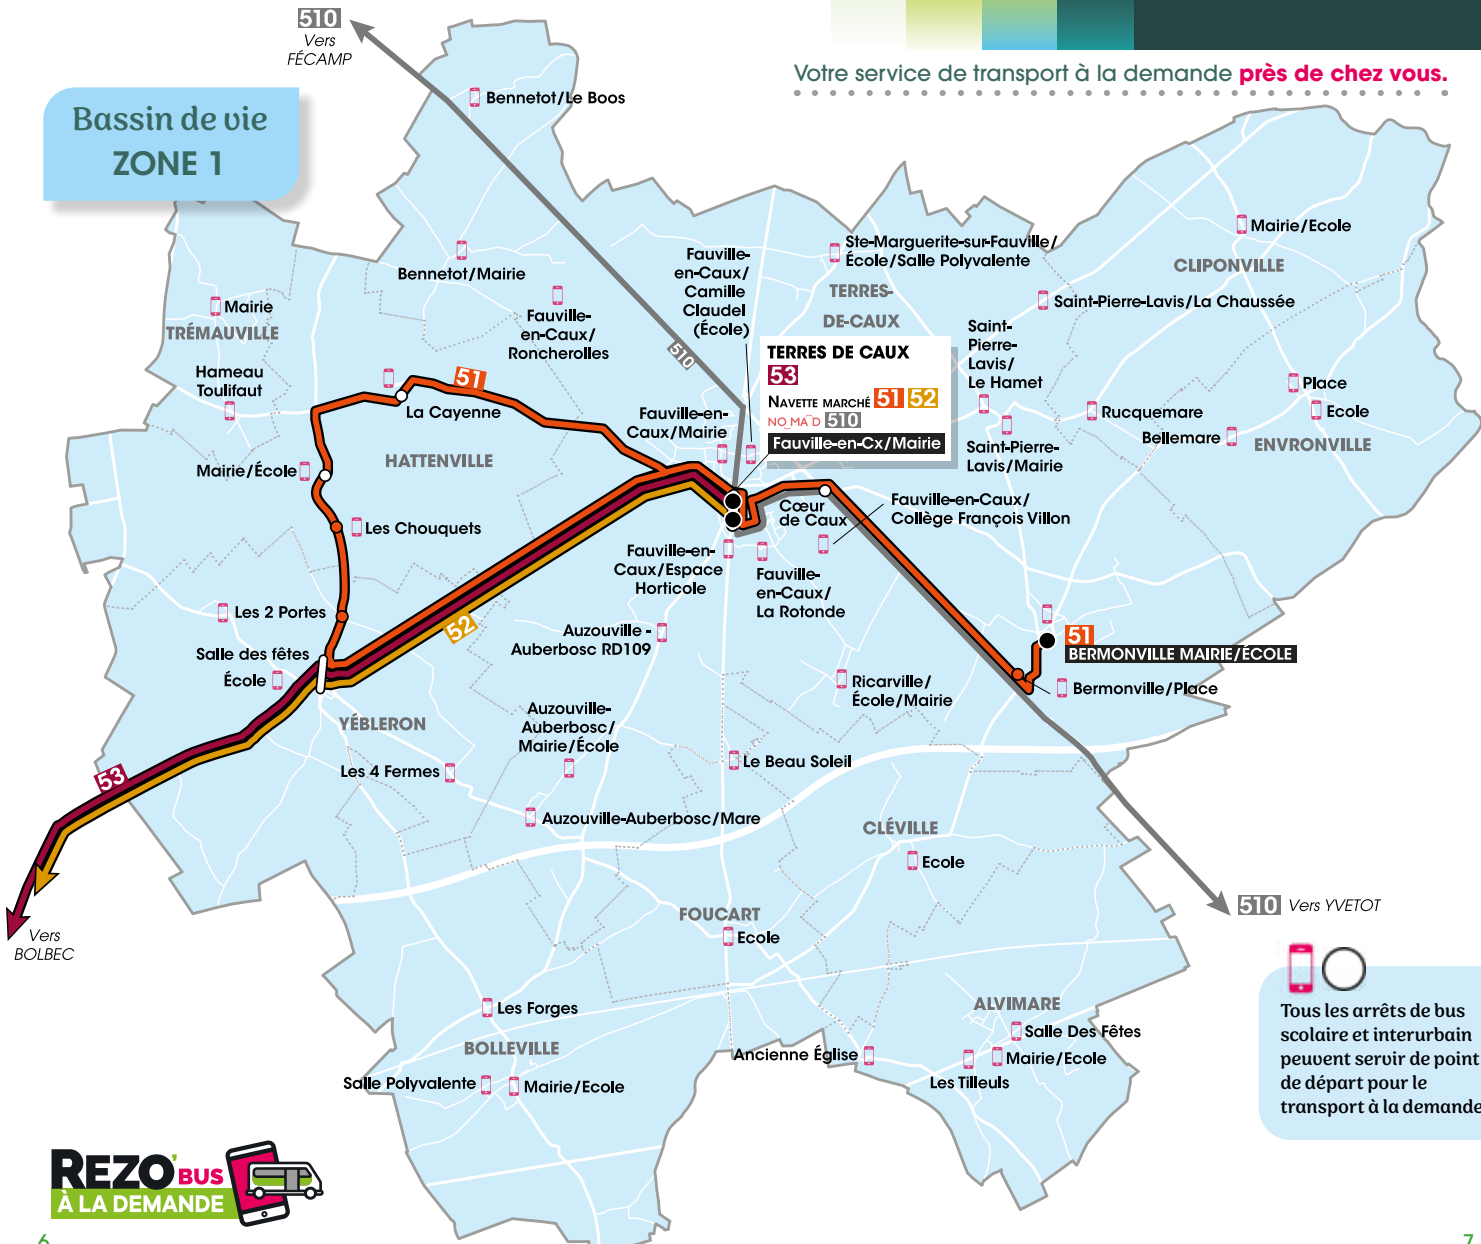 510
Vers
FÉCAMP
Votre service de transport à la demande près de chez vous.
Bassin de vie
ZONE 1
Bennetot/Le Boos
Bennetot/Mairie
Mairie
TRÉMAUVILLE
Hameau
Toulifaut
Fauville-
en-Caux/
Roncherolles
Fauville-
en-Caux/
Camille
Claudel
(École)
510
Ste-Marguerite-sur-Fauville/
École/Salle Polyvalente
TERRES-
DE-CAUX
Mairie/Ecole
CLIPONVILLE
Saint-Pierre-Lavis/La Chaussée
Saint-
Pierre-
Lavis/
Le Hamet
TERRES DE CAUX
53
NAVETTE MARCHÉ 51 52
NOMAD 510
Fauville-en-Cx/Mairie
51
La Cayenne
Fauville-en-
Caux/Mairie
Place
Ecole
Rucquemare
Bellemare
ENVRONVILLE
Saint-Pierre-
Lavis/Mairie
HATTENVILLE
Mairie/École
Les Chouquets
Cœur
de Caux
Fauville-en-Caux/
Collège François Villon
Fauville-en-
Caux/Espace
Horticole
Fauville-
en-Caux/
La Rotonde
Les 2 Portes
52
Auzouville -
Auberbosc RD109
Salle des fêtes
École
51
BERMONVILLE MAIRIE/ÉCOLE
Bermonville/Place
Ricarville/
École/Mairie
YÉBLERON
Auzouville-
Auberbosc/
Mairie/École
Le Beau Soleil
Les 4 Fermes
53
Auzouville-Auberbosc/Mare
CLÉVILLE
Ecole
Vers
BOLBEC
FOUCART
Ecole
510 Vers YVETOT
Les Forges
BOLLEVILLE
Salle Polyvalente
Mairie/Ecole
ALVIMARE
Salle Des Fêtes
Ancienne Église
Mairie/Ecole
Les Tilleuls
Tous les arrêts de bus
scolaire et interurbain
peuvent servir de point
de départ pour le
transport à la demande
REZO'BUS
À LA DEMANDE
6
7